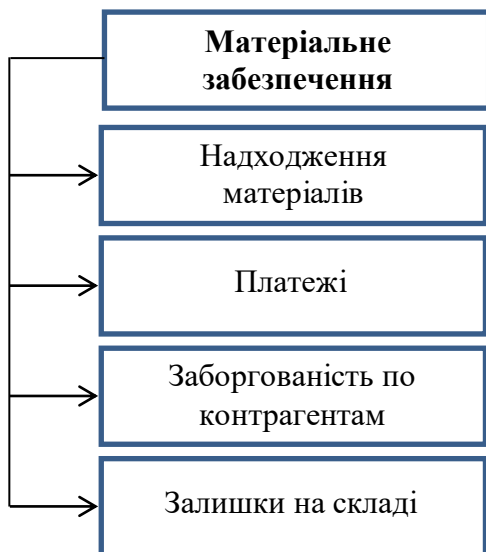 Матеріальне
забезпечення
Надходження
матеріалів
Платежі
Заборгованість по
контрагентам
Залишки на складі